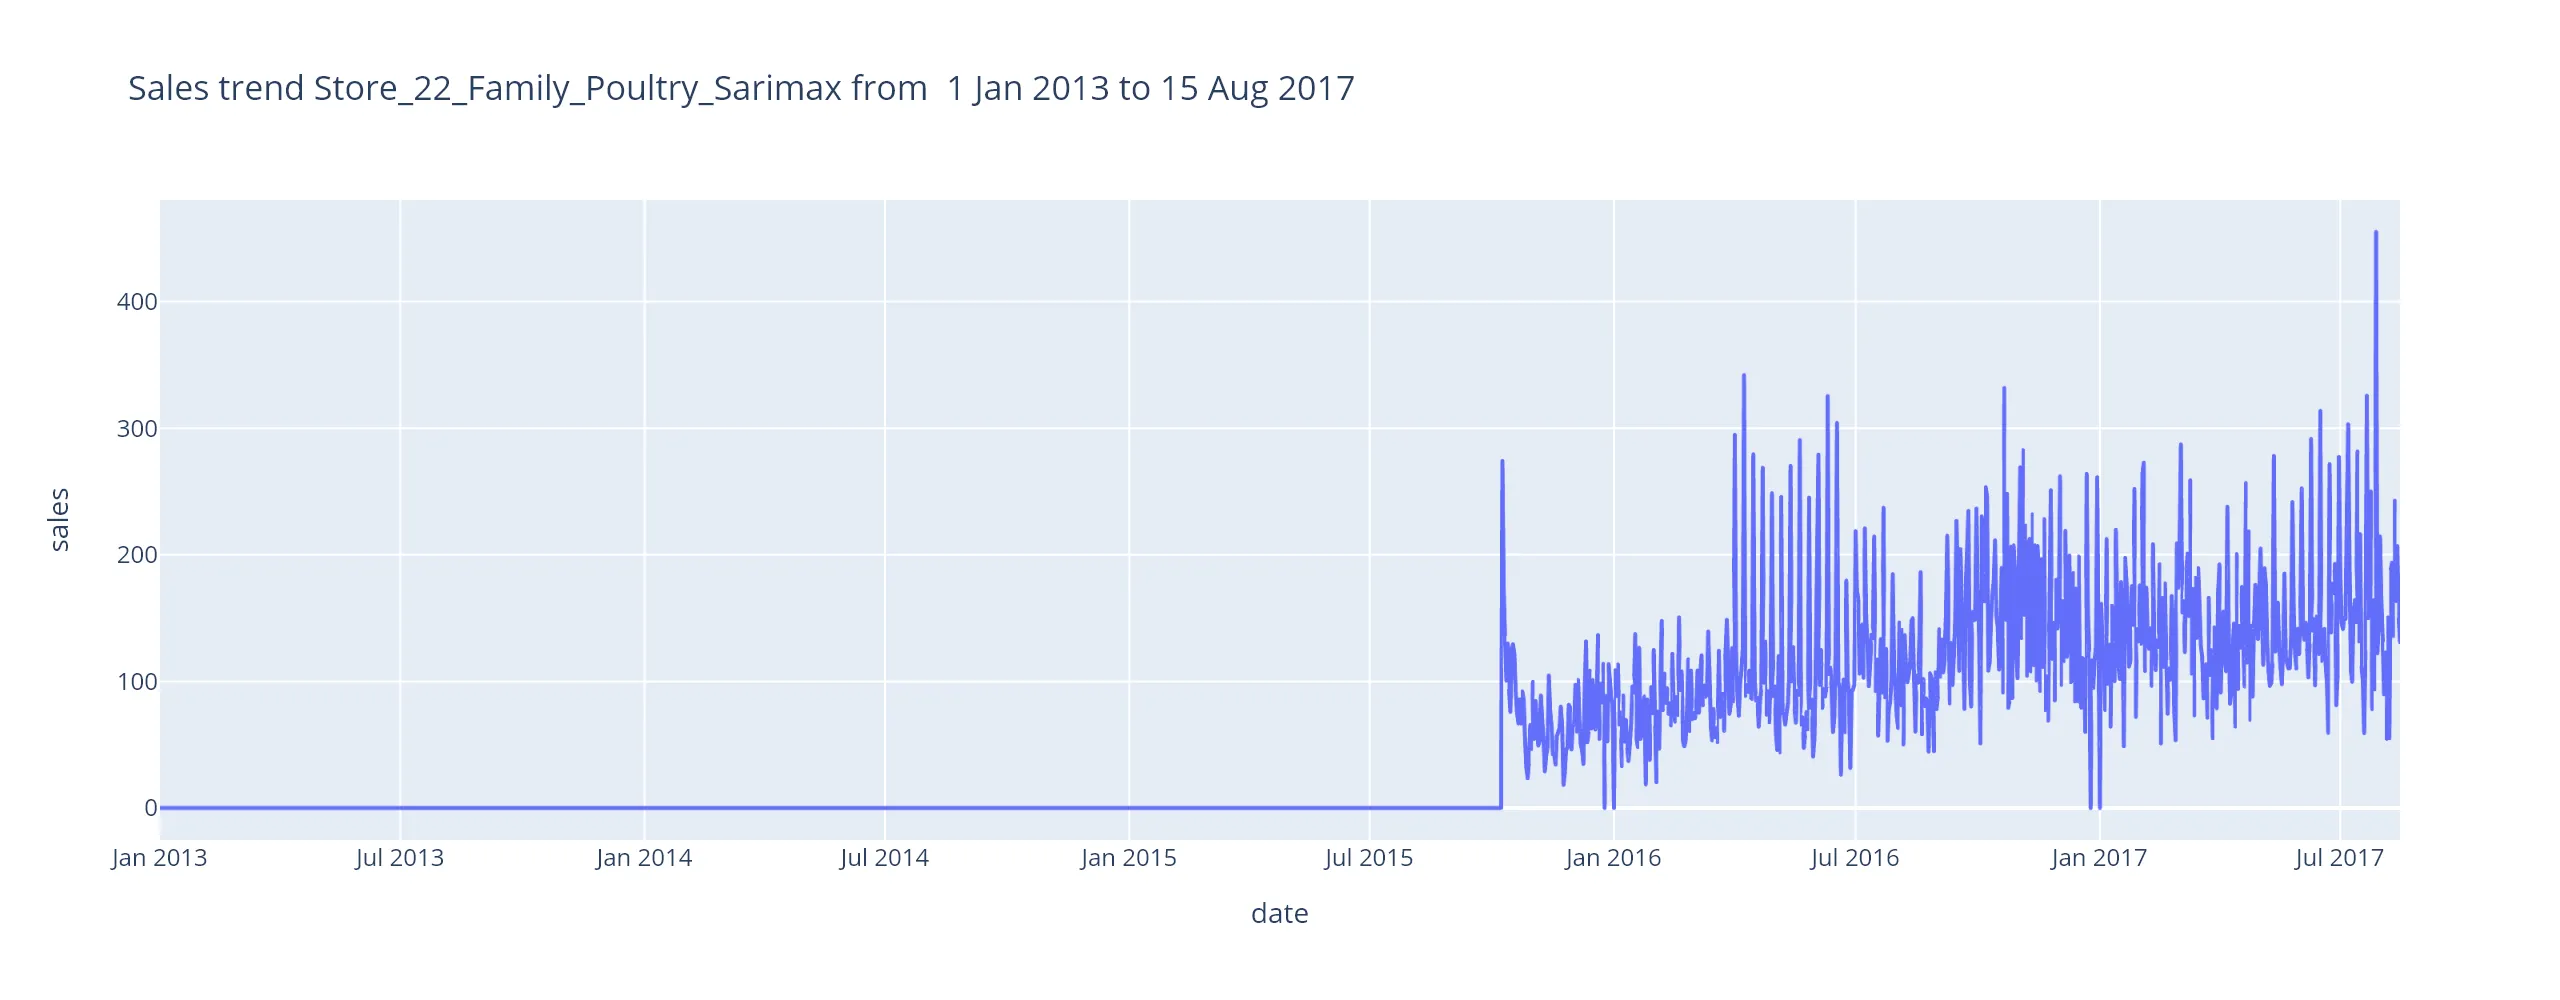 Sales trend Store_22_Family_Poultry_Sarimax from  1 Jan 2013 to 15 Aug 2017
sales
400
300
200
100
0
Jan 2013 Jul 2013 Jan 2014 Jul 2014 Jan 2015 Jul 2015 Jan 2016 Jul 2016 Jan 2017 Jul 2017
date